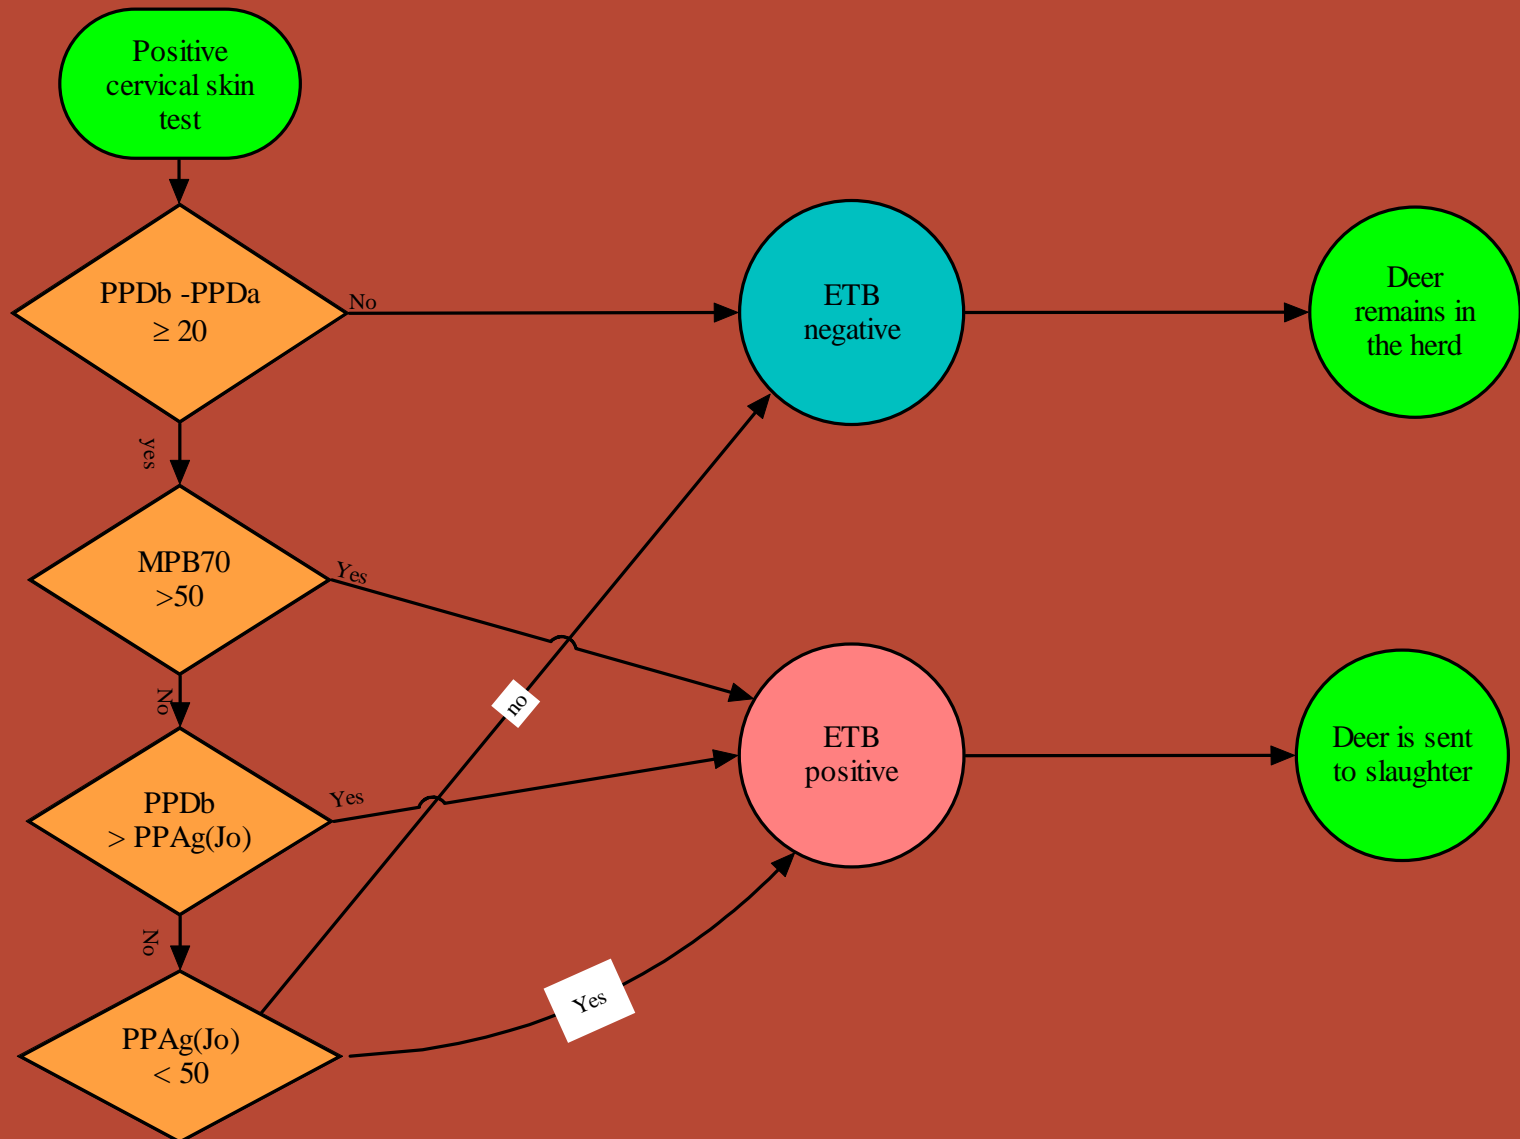 Positive
cervical skin
test
PPDb -PPDa
≥ 20
No
ETB
negative
Deer
remains in
the herd
yes
MPB70
>50
Yes
No
no
ETB
positive
Deer is sent
to slaughter
PPDb
> PPAg(Jo)
Yes
No
Yes
PPAg(Jo)
< 50